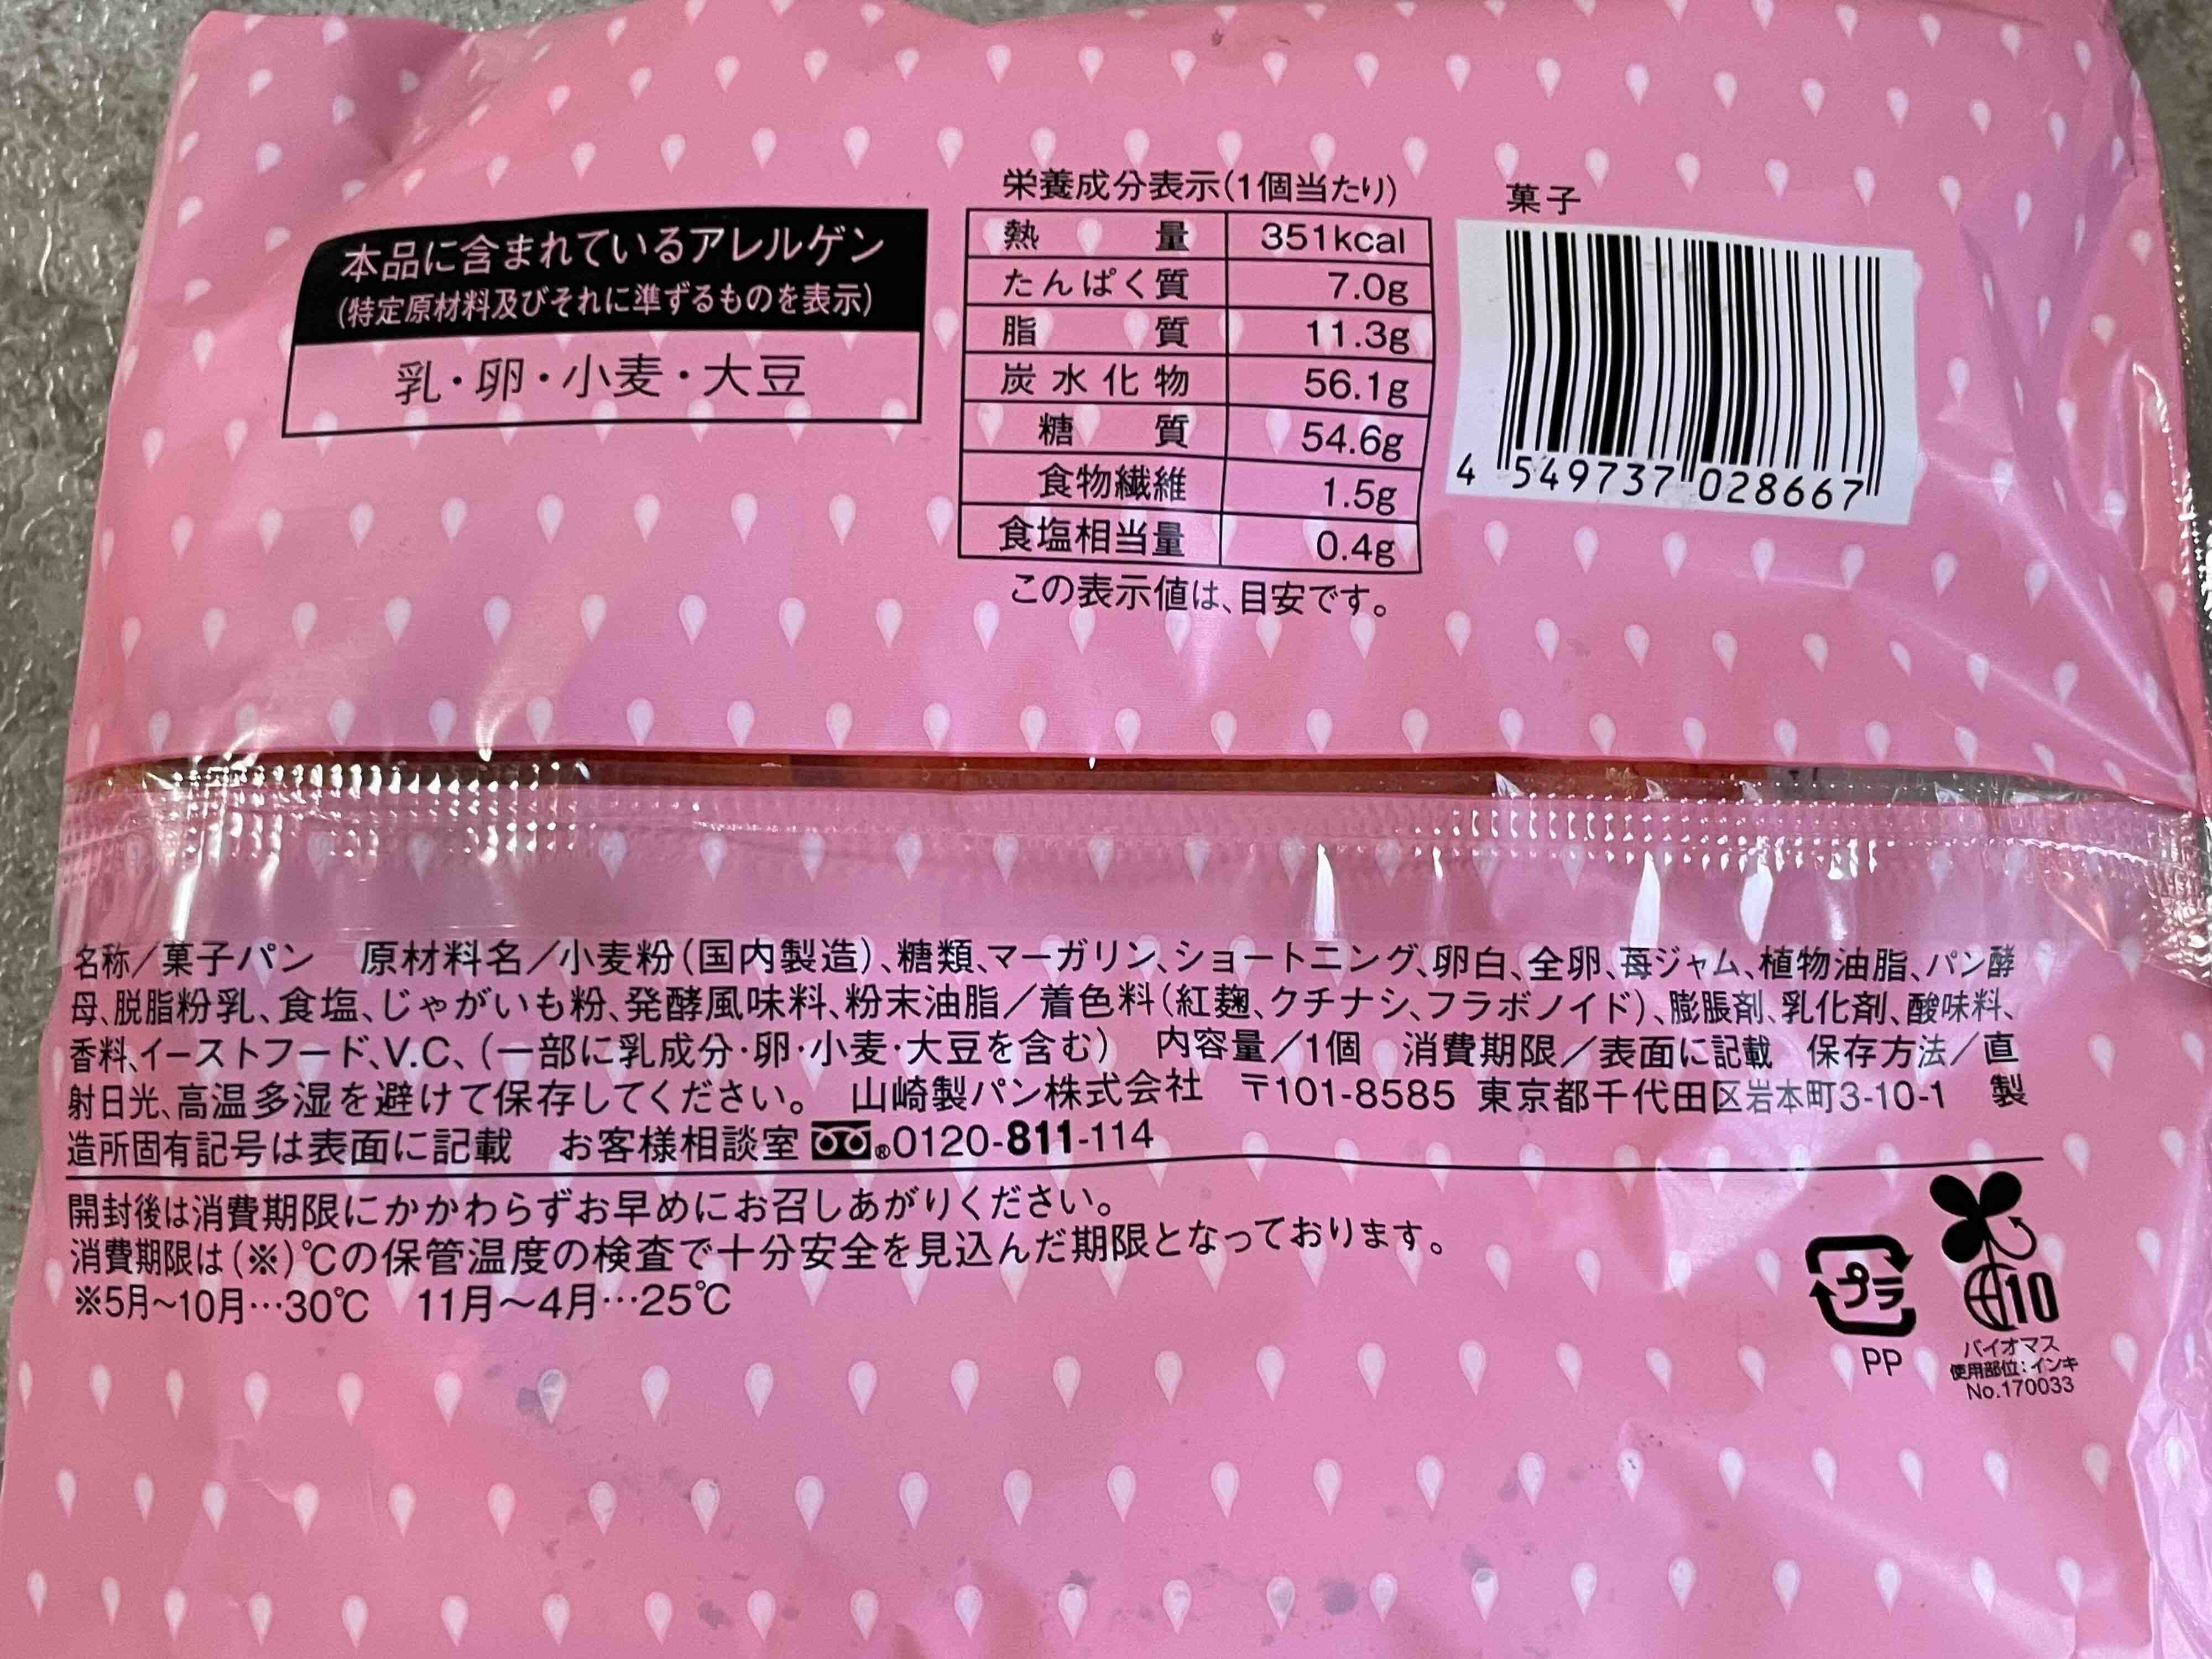 本品に含まれているアレルゲン
(特定原材料及びそれに準ずるものを表示)
乳・卵・小麦・大豆
栄養成分表示(1個当たり)
熱量 351kcal
たんぱく質 7.0g
脂質 11.3g
炭水化物 56.1g
糖質 54.6g
食物繊維 1.5g
食塩相当量 0.4g
この表示値は、目安です。
菓子
4 549737 028667
名称/菓子パン 原材料名/小麦粉(国内製造)、糖類、マーガリン、ショートニング、卵白、全卵、苺ジャム、植物油脂、パン酵
母、脱脂粉乳、食塩、じゃがいも粉、発酵風味料、粉末油脂/着色料(紅麹、クチナシ、フラボノイド)、膨脹剤、乳化剤、酸味料、
香料、イーストフード、V.C、(一部に乳成分・卵・小麦・大豆を含む) 内容量/1個 消費期限/表面に記載 保存方法/直
射日光、高温多湿を避けて保存してください。 山崎製パン株式会社 〒101-8585 東京都千代田区岩本町3-10-1 製
造所固有記号は表面に記載 お客様相談室 ®0120-811-114
開封後は消費期限にかかわらずお早めにお召しあがりください。
消費期限は(※)℃の保管温度の検査で十分安全を見込んだ期限となっております。
※5月~10月…30℃ 11月~4月…25℃
プラ
PP
10
バイオマス
使用部位:インキ
No.170033